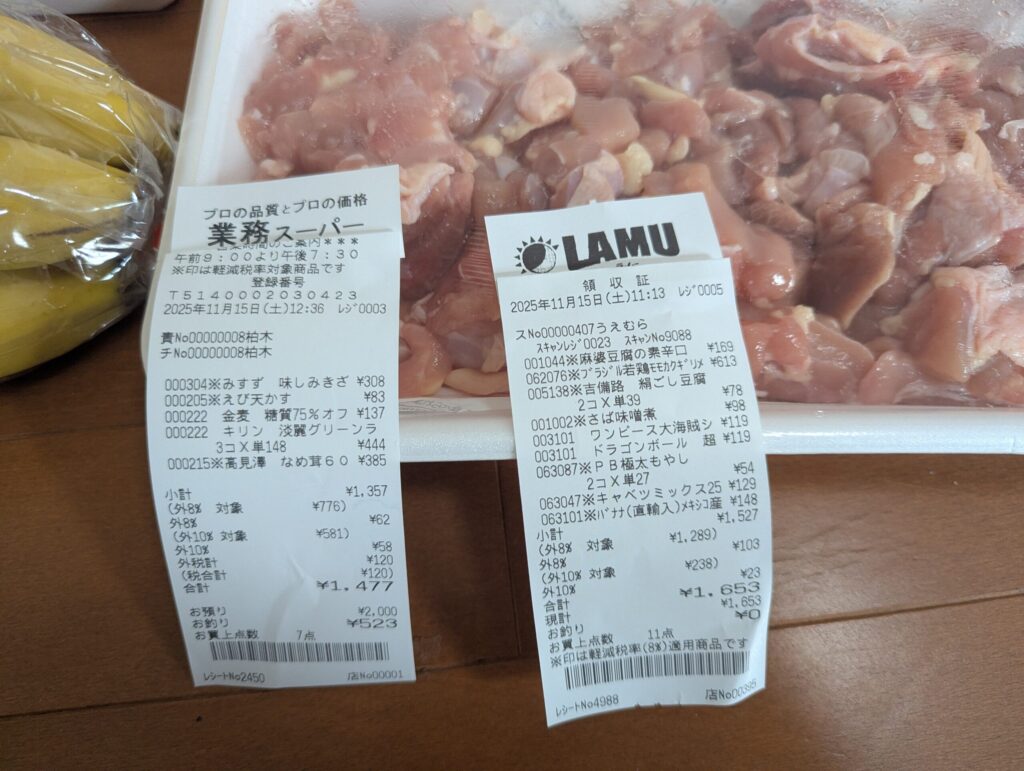 プロの品質とプロの価格
業務スーパー
時間のご案内***
午前9:00より午後7:30
※印は軽減税率対象商品です
登録番号
T5140002030423
2025年11月15日(土)12:36 レジ0003
責No00000008柏木
チNo00000008柏木
000304※みすず 味しみきざ ¥308
000205※えび天かす ¥83
000222 金麦 糖質75%オフ ¥137
000222 キリン 淡麗グリーンラ
3コX単148 ¥444
000215※高見澤 なめ茸60 ¥385
小計 ¥1,357
(外8% 対象 ¥776)
外8% ¥62
(外10% 対象 ¥581)
外10% ¥58
外税計 ¥120
(税合計 ¥120)
合計 ¥1,477
お預り ¥2,000
お釣り ¥523
お買上点数 7点
レシートNo2450 店No00001
LAMU
領収証
2025年11月15日(土)11:13 レジ0005
スNo00000407うえむら
スキャンレジ0023 スキャンNo9088
001044※麻婆豆腐の素辛口 ¥169
062076※ブラジル若鶏モモカクギリメ ¥613
005138※吉備路 絹ごし豆腐
2コX単39 ¥78
001002※さば味噌煮 ¥98
003101 ワンピース大海賊シ ¥119
003101 ドラゴンボール 超 ¥119
063087※PB極太もやし
2コX単27 ¥54
063047※キャベツミックス25 ¥129
063101※バナナ(直輸入)メキシコ産 ¥148
小計 ¥1,527
(外8% 対象 ¥1,289)
外8% ¥103
(外10% 対象 ¥238)
外10% ¥23
合計 ¥1,653
現計 ¥1,653
お釣り ¥0
お買上点数 11点
※印は軽減税率(8%)適用商品です
レシートNo4988 店No00395